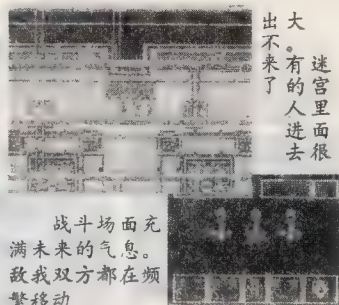 迷宫里面很
大。有的人进去
出不来了
战斗场面充
满未来的气息。
敌我双方都在频
繁移动